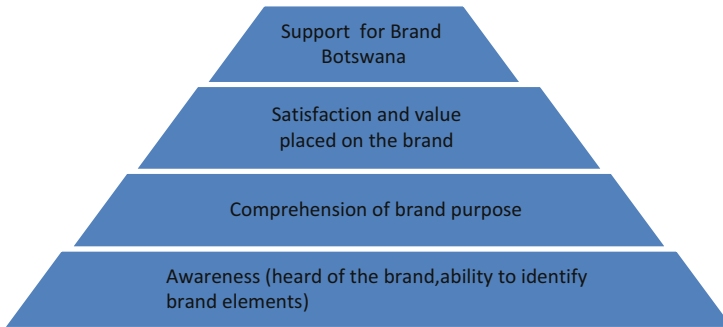 Support for Brand
Botswana
Satisfaction and value
placed on the brand
Comprehension of brand purpose
Awareness (heard of the brand,ability to identify
brand elements)